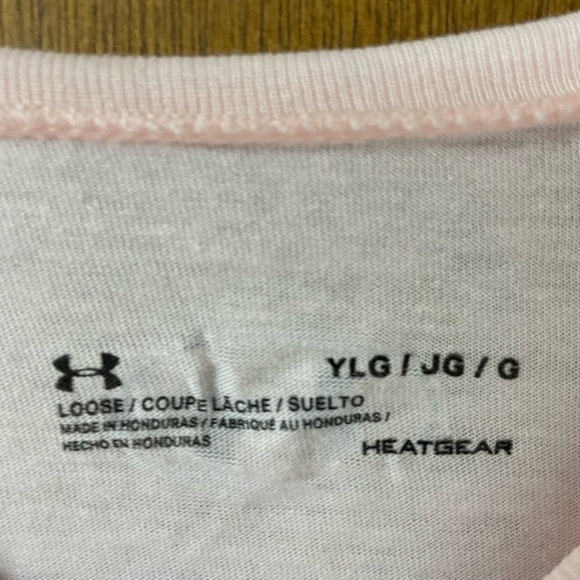 YLG / JG / G
LOOSE / COUPE LÂCHE / SUELTO
MADE IN HONDURAS / FABRIQUÉ AU HONDURAS /
HECHO EN HONDURAS
HEATGEAR